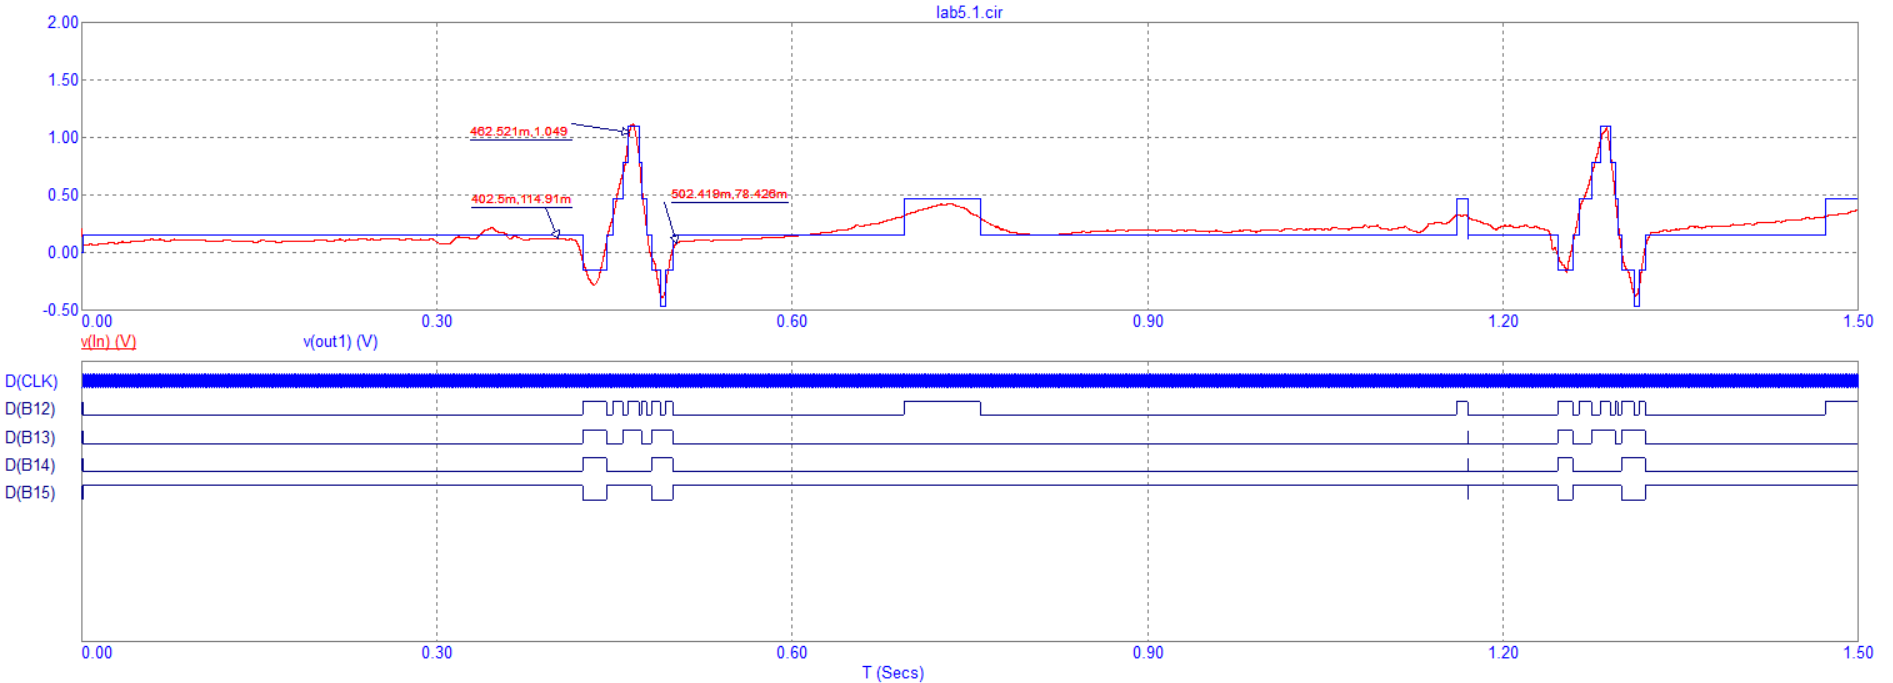 lab5.1.cir
2.00
1.50
1.00
0.50
0.00
-0.50
462.521m,1.049
402.5m,114.91m
502.419m,78.426m
0.00 0.30 0.60 0.90 1.20 1.50
v(In) (V) v(out1) (V)
D(CLK)
D(B12)
D(B13)
D(B14)
D(B15)
0.00 0.30 0.60 0.90 1.20 1.50
T (Secs)